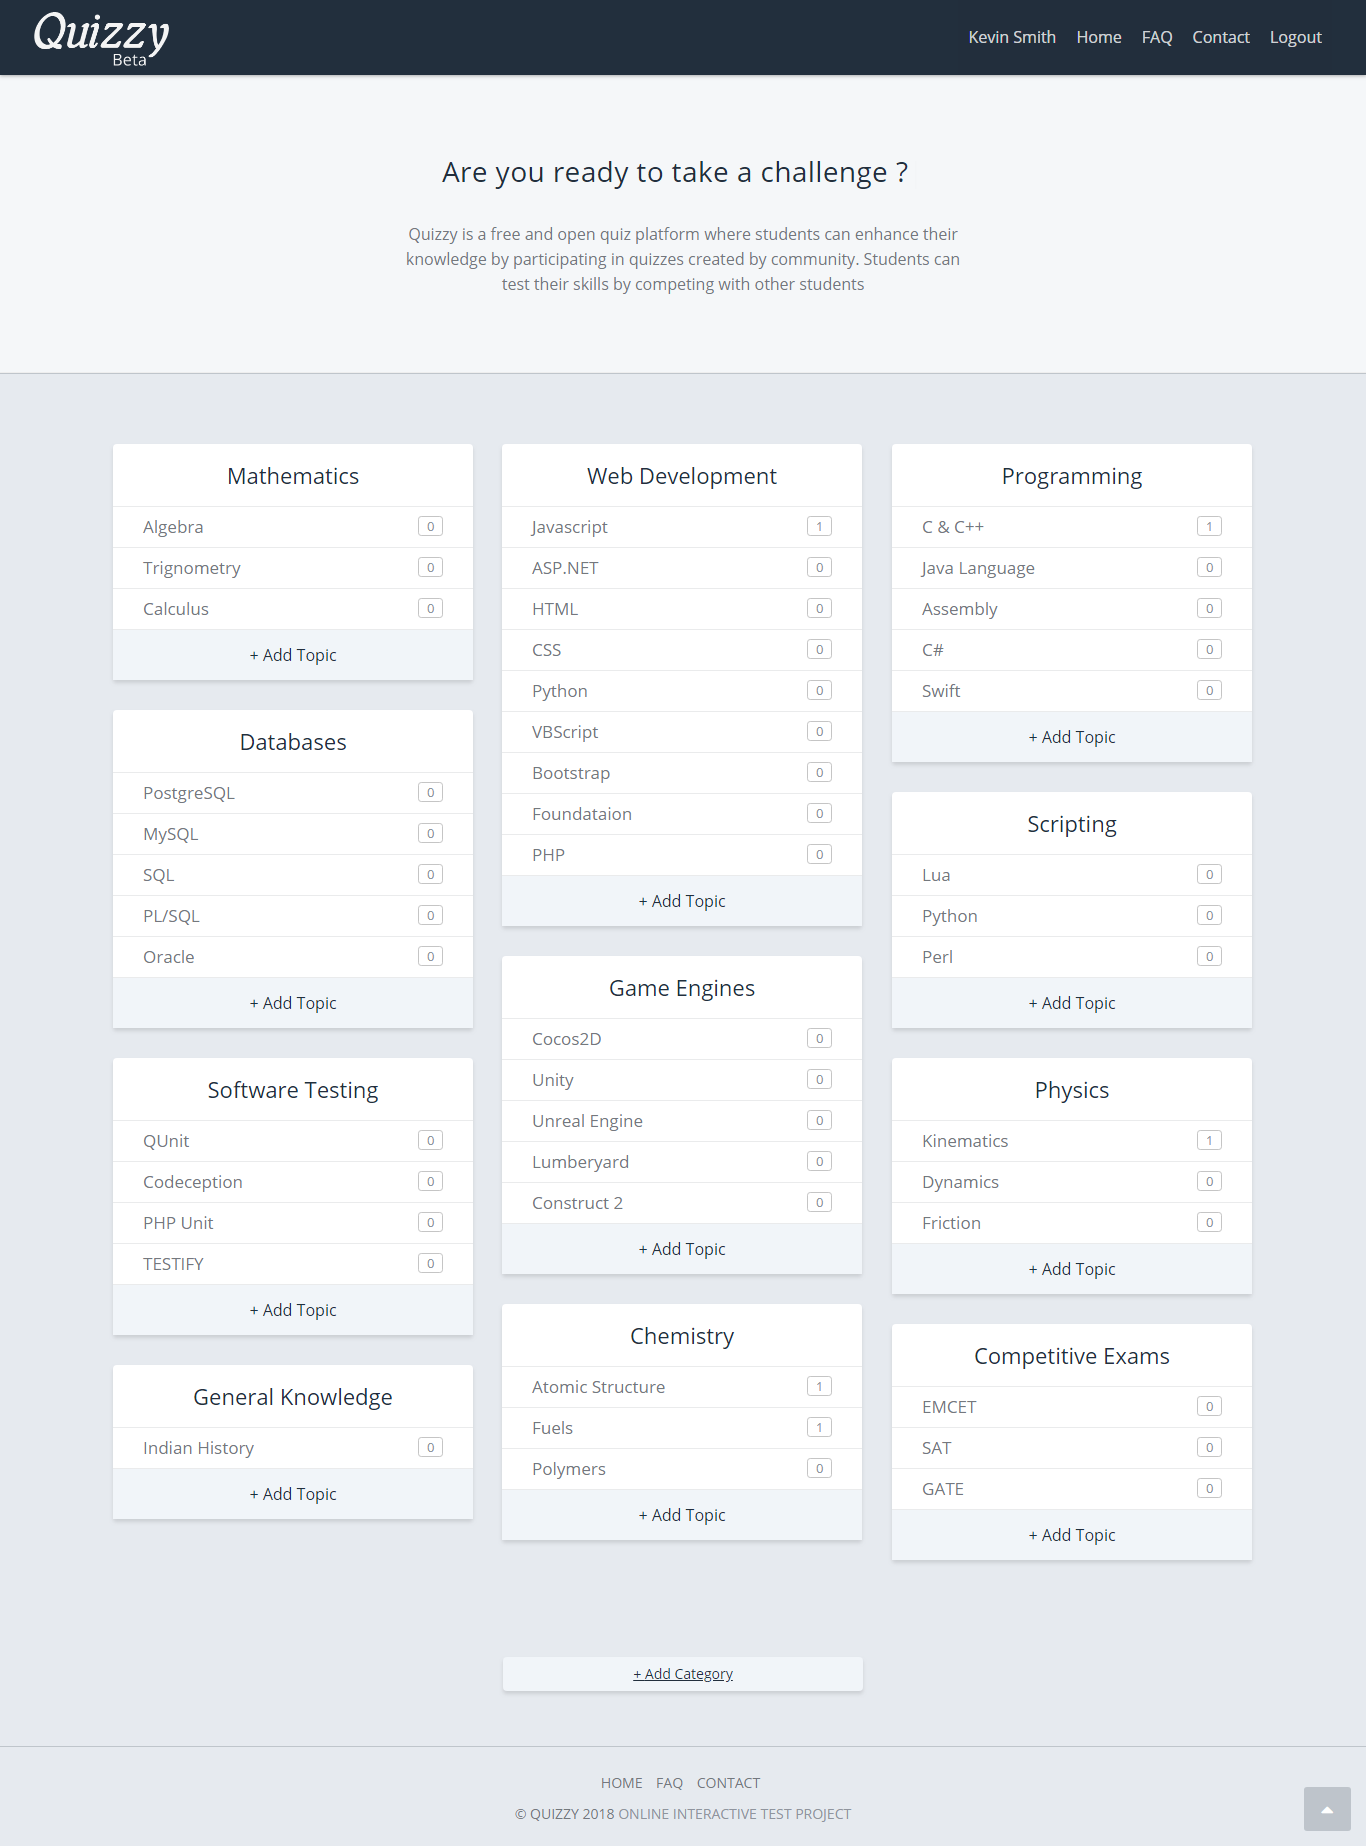 Quizzy
Beta
Kevin Smith Home FAQ Contact Logout
Are you ready to take a challenge ?
Quizzy is a free and open quiz platform where students can enhance their
knowledge by participating in quizzes created by community. Students can
test their skills by competing with other students
Mathematics
Algebra 0
Trignometry 0
Calculus 0
+ Add Topic
Databases
PostgreSQL 0
MySQL 0
SQL 0
PL/SQL 0
Oracle 0
+ Add Topic
Software Testing
QUnit 0
Codeception 0
PHP Unit 0
TESTIFY 0
+ Add Topic
General Knowledge
Indian History 0
+ Add Topic
Web Development
Javascript 1
ASP.NET 0
HTML 0
CSS 0
Python 0
VBScript 0
Bootstrap 0
Foundataion 0
PHP 0
+ Add Topic
Game Engines
Cocos2D 0
Unity 0
Unreal Engine 0
Lumberyard 0
Construct 2 0
+ Add Topic
Chemistry
Atomic Structure 1
Fuels 1
Polymers 0
+ Add Topic
Programming
C & C++ 1
Java Language 0
Assembly 0
C# 0
Swift 0
+ Add Topic
Scripting
Lua 0
Python 0
Perl 0
+ Add Topic
Physics
Kinematics 1
Dynamics 0
Friction 0
+ Add Topic
Competitive Exams
EMCET 0
SAT 0
GATE 0
+ Add Topic
+ Add Category
HOME FAQ CONTACT
© QUIZZY 2018 ONLINE INTERACTIVE TEST PROJECT